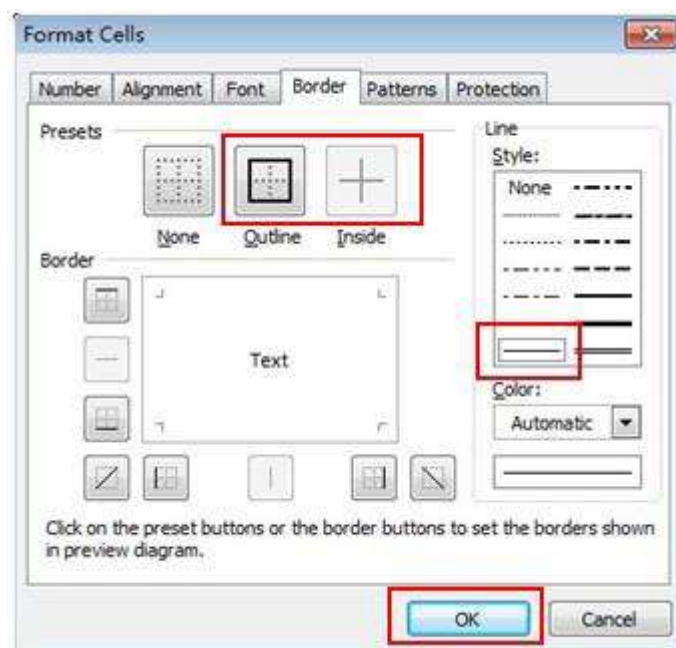 Format Cells
Number Alignment Font Border Patterns Protection
Presets
None Outline Inside
Border
Text
Line
Style:
None
Color:
Automatic
Click on the preset buttons or the border buttons to set the borders shown
in preview diagram.
OK Cancel